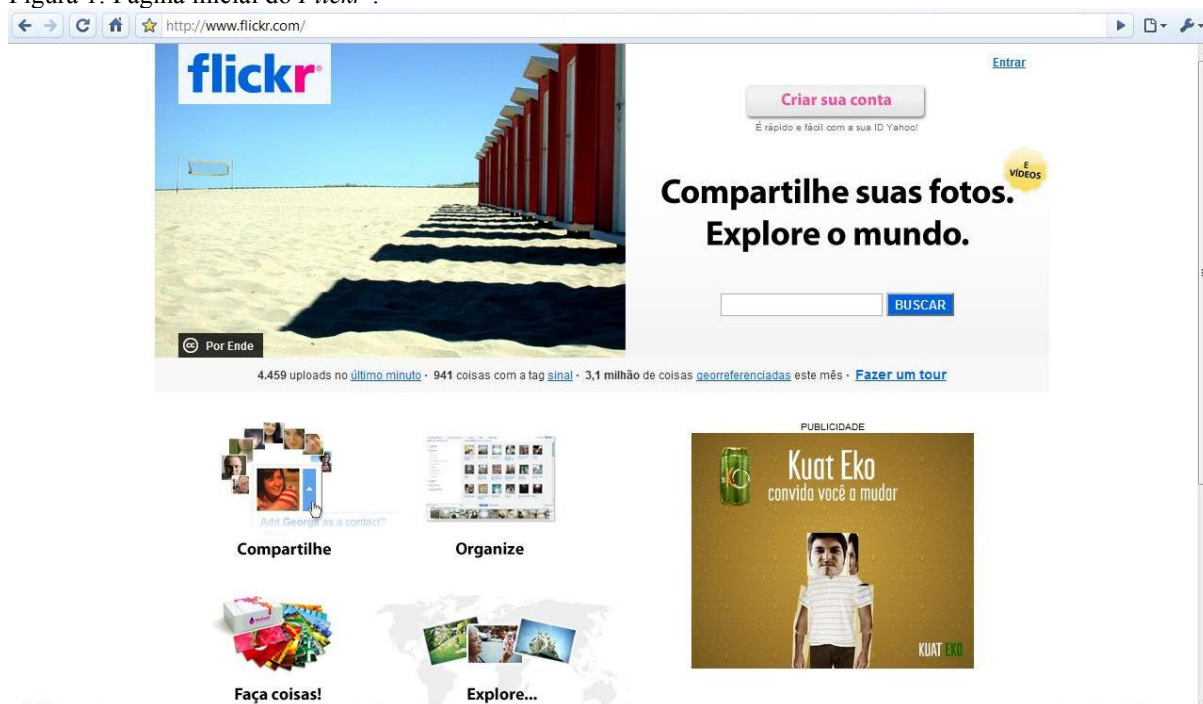 Figura 1: Página inicial do Flickr.
http://www.flickr.com/
flickr
Entrar
Criar sua conta
É rápido e fácil com a sua ID Yahoo!
E
VÍDEOS
Compartilhe suas fotos.
Explore o mundo.
BUSCAR
Por Ende
4.459 uploads no último minuto · 941 coisas com a tag sinal · 3,1 milhão de coisas georreferenciadas este mês · Fazer um tour
PUBLICIDADE
Kuat Eko
convida você a mudar
Add George as a contact?
Compartilhe
Organize
KUAT EKO
Faça coisas!
Explore...